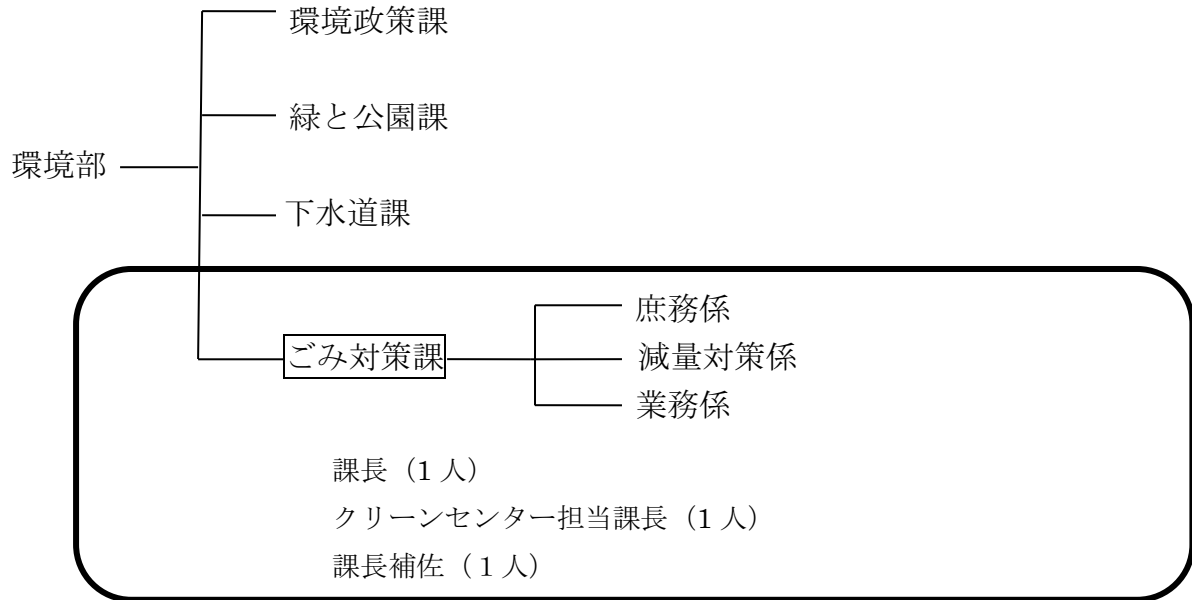 環境政策課
緑と公園課
環境部
下水道課
庶務係
ごみ対策課
減量対策係
業務係
課長（1 人）
クリーンセンター担当課長（1 人）
課長補佐（１人）